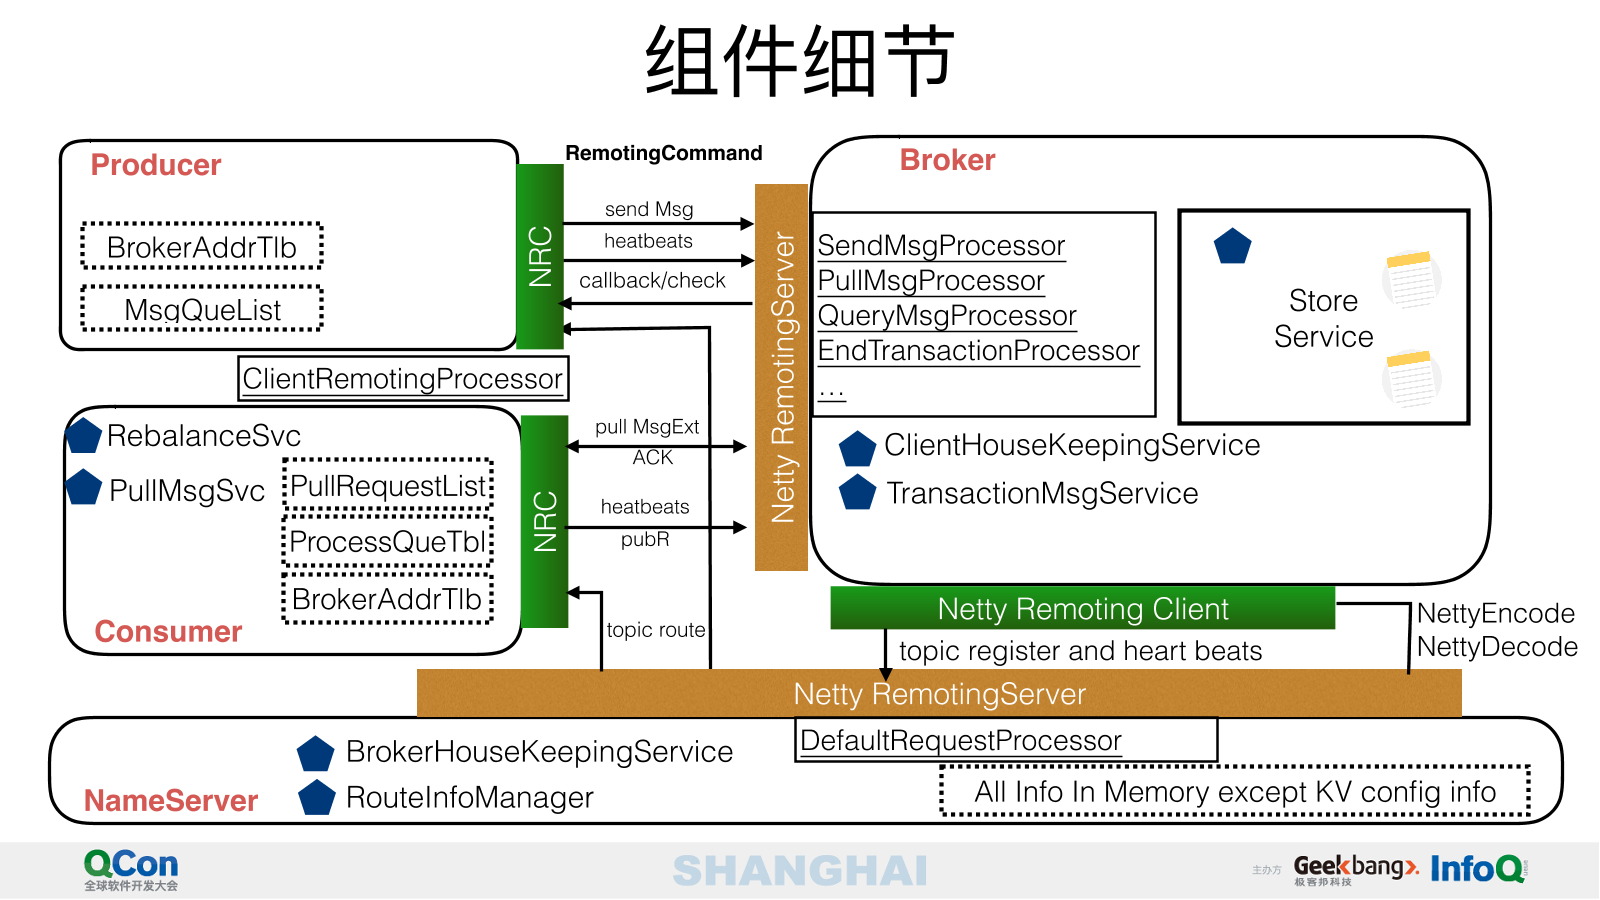 组件细节
Producer
BrokerAddrTlb
MsgQueList
NRC
ClientRemotingProcessor
RemotingCommand
send Msg
heatbeats
callback/check
Netty RemotingServer
Broker
SendMsgProcessor
PullMsgProcessor
QueryMsgProcessor
EndTransactionProcessor
...
Store
Service
ClientHouseKeepingService
TransactionMsgService
RebalanceSvc
PullMsgSvc
PullRequestList
ProcessQueTbl
BrokerAddrTlb
Consumer
NRC
pull MsgExt
ACK
heatbeats
pubR
topic route
Netty Remoting Client
NettyEncode
NettyDecode
topic register and heart beats
Netty RemotingServer
DefaultRequestProcessor
BrokerHouseKeepingService
RouteInfoManager
NameServer
All Info In Memory except KV config info
QCon
全球软件开发大会
SHANGHAI
主办方
Geekbang>.
极客邦科技
InfoQ